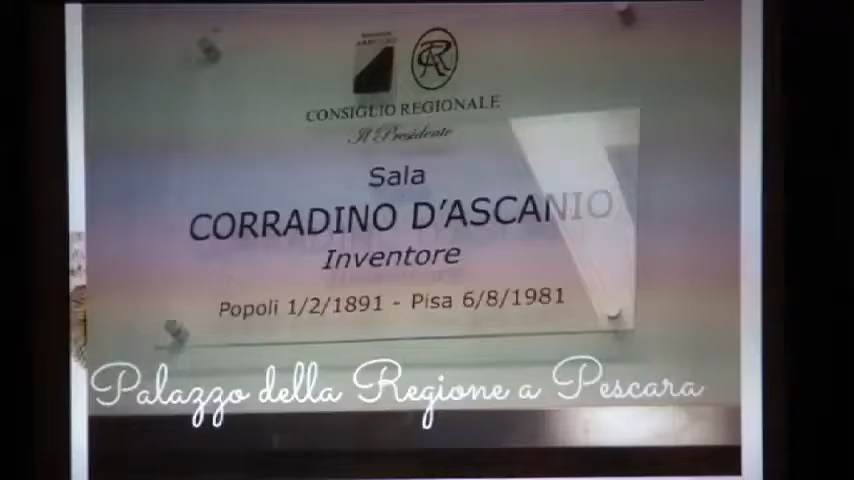 CONSIGLIO REGIONALE
Il Presidente
Sala
CORRADINO D'ASCANIO
Inventore
Popoli 1/2/1891 - Pisa 6/8/1981
Palazzo della Regione a Pescara